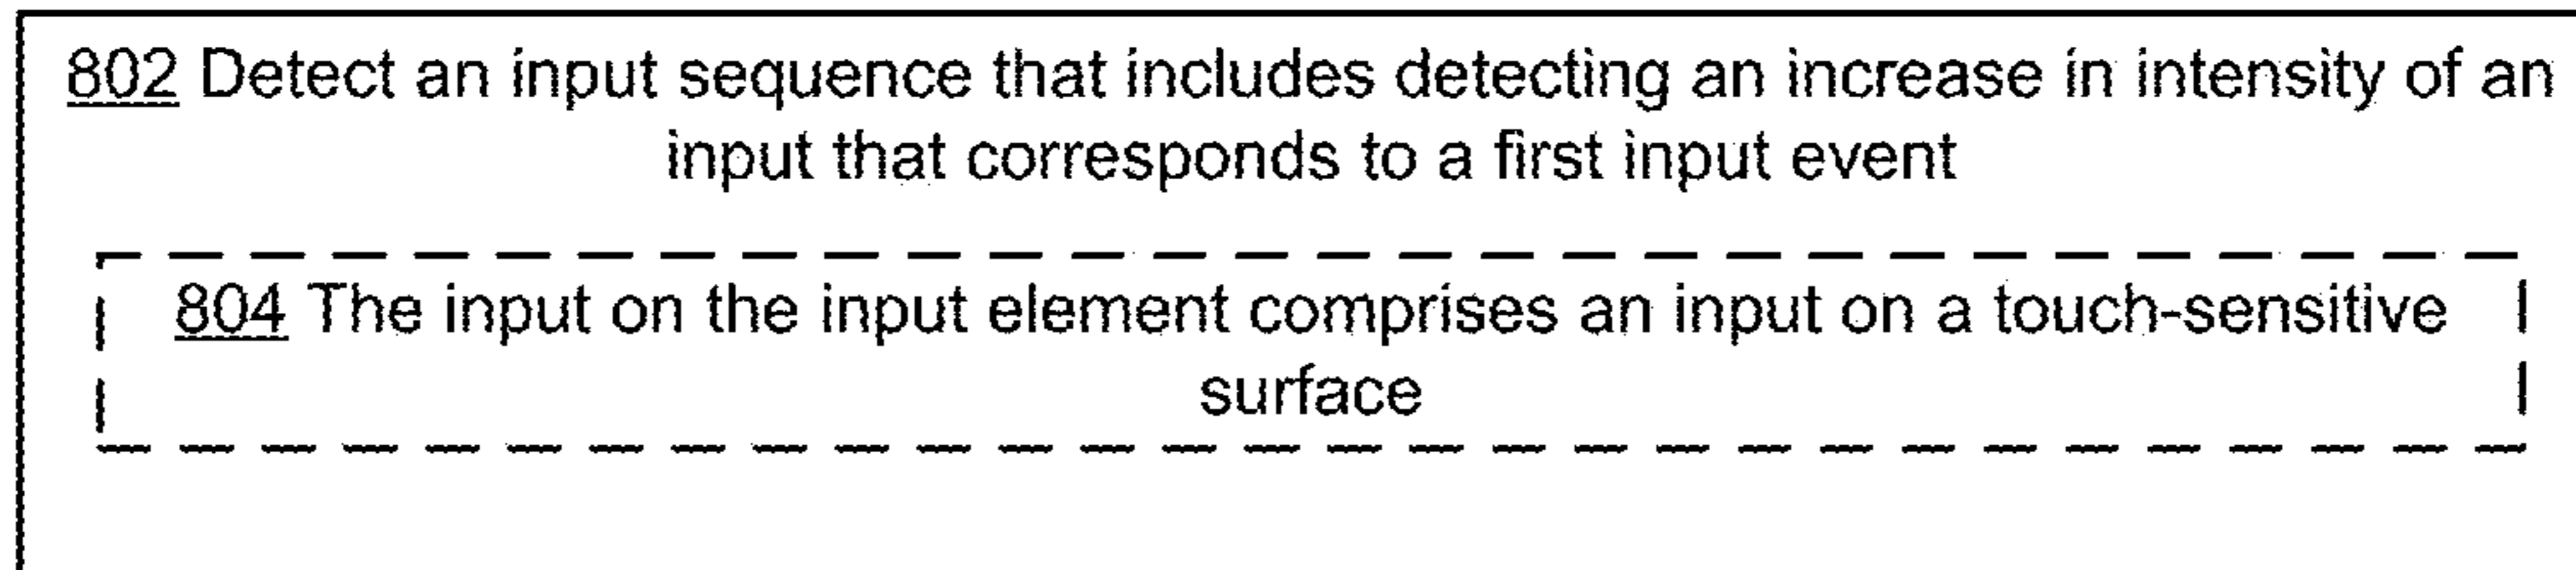 802 Detect an input sequence that includes detecting an increase in intensity of an
input that corresponds to a first input event
804 The input on the input element comprises an input on a touch-sensitive
surface